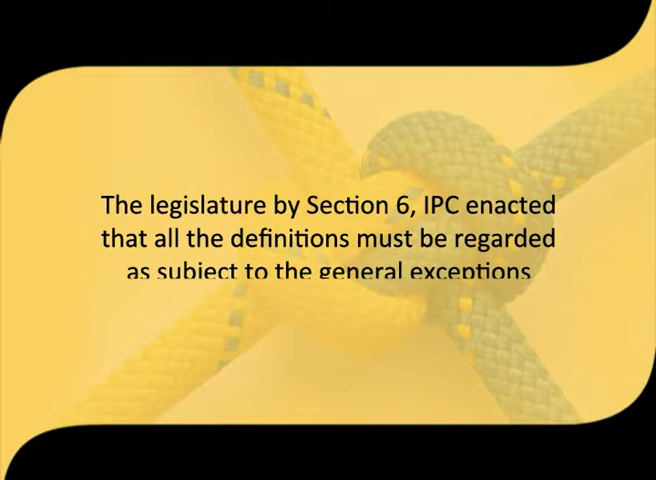 The legislature by Section 6, IPC enacted
that all the definitions must be regarded
as subject to the general exceptions